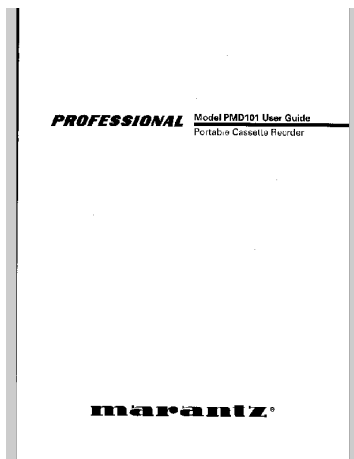 PROFESSIONAL
Model PMD101 User Guide
Portable Cassette Recorder
marantz®